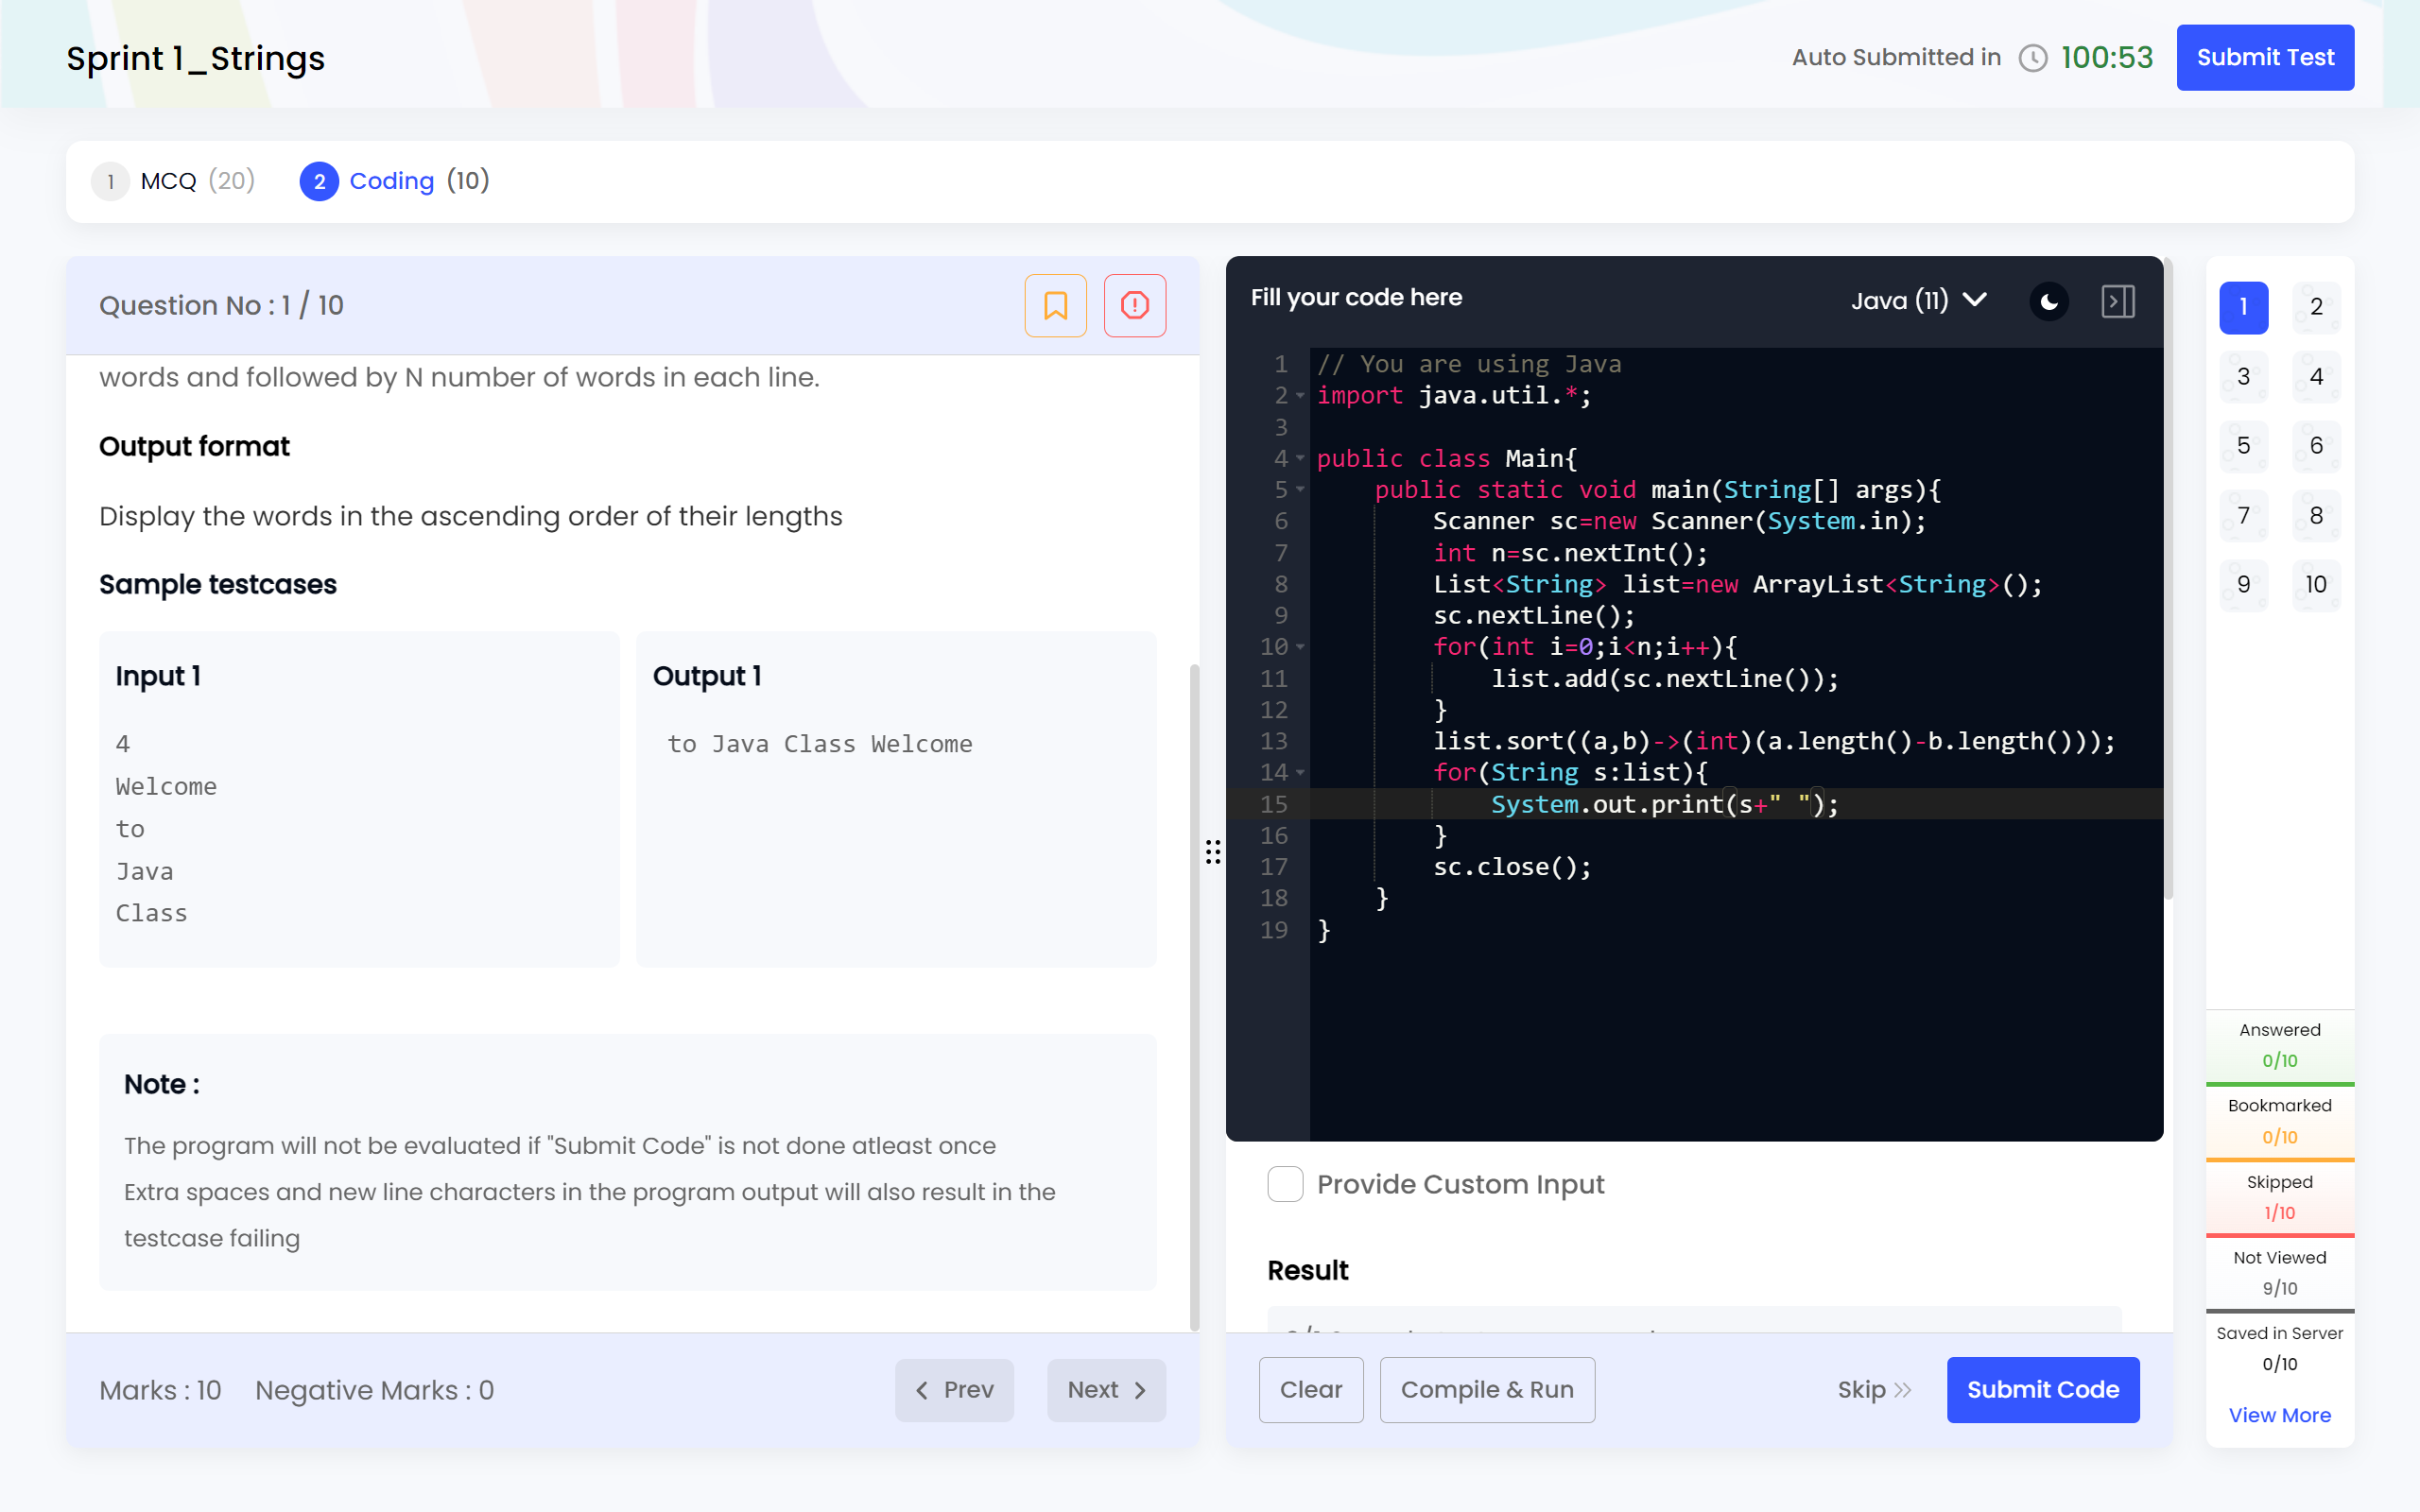 Sprint 1_Strings
Auto Submitted in 100:53
Submit Test
1 MCQ (20)
2 Coding (10)
Question No : 1 / 10
words and followed by N number of words in each line.
Output format
Display the words in the ascending order of their lengths
Sample testcases
Input 1
4
Welcome
to
Java
Class
Output 1
to Java Class Welcome
Note :
The program will not be evaluated if "Submit Code" is not done atleast once
Extra spaces and new line characters in the program output will also result in the
testcase failing
Marks : 10
Negative Marks : 0
Prev
Next
Fill your code here
Java (11)
1 // You are using Java
2 import java.util.*;
3
4 public class Main{
5     public static void main(String[] args){
6         Scanner sc=new Scanner(System.in);
7         int n=sc.nextInt();
8         List<String> list=new ArrayList<String>();
9         sc.nextLine();
10         for(int i=0;i<n;i++){
11             list.add(sc.nextLine());
12         }
13         list.sort((a,b)->(int)(a.length()-b.length()));
14         for(String s:list){
15             System.out.print(s+" ");
16         }
17         sc.close();
18     }
19 }
Provide Custom Input
Result
Clear
Compile & Run
Skip
Submit Code
1 2
3 4
5 6
7 8
9 10
Answered
0/10
Bookmarked
0/10
Skipped
1/10
Not Viewed
9/10
Saved in Server
0/10
View More